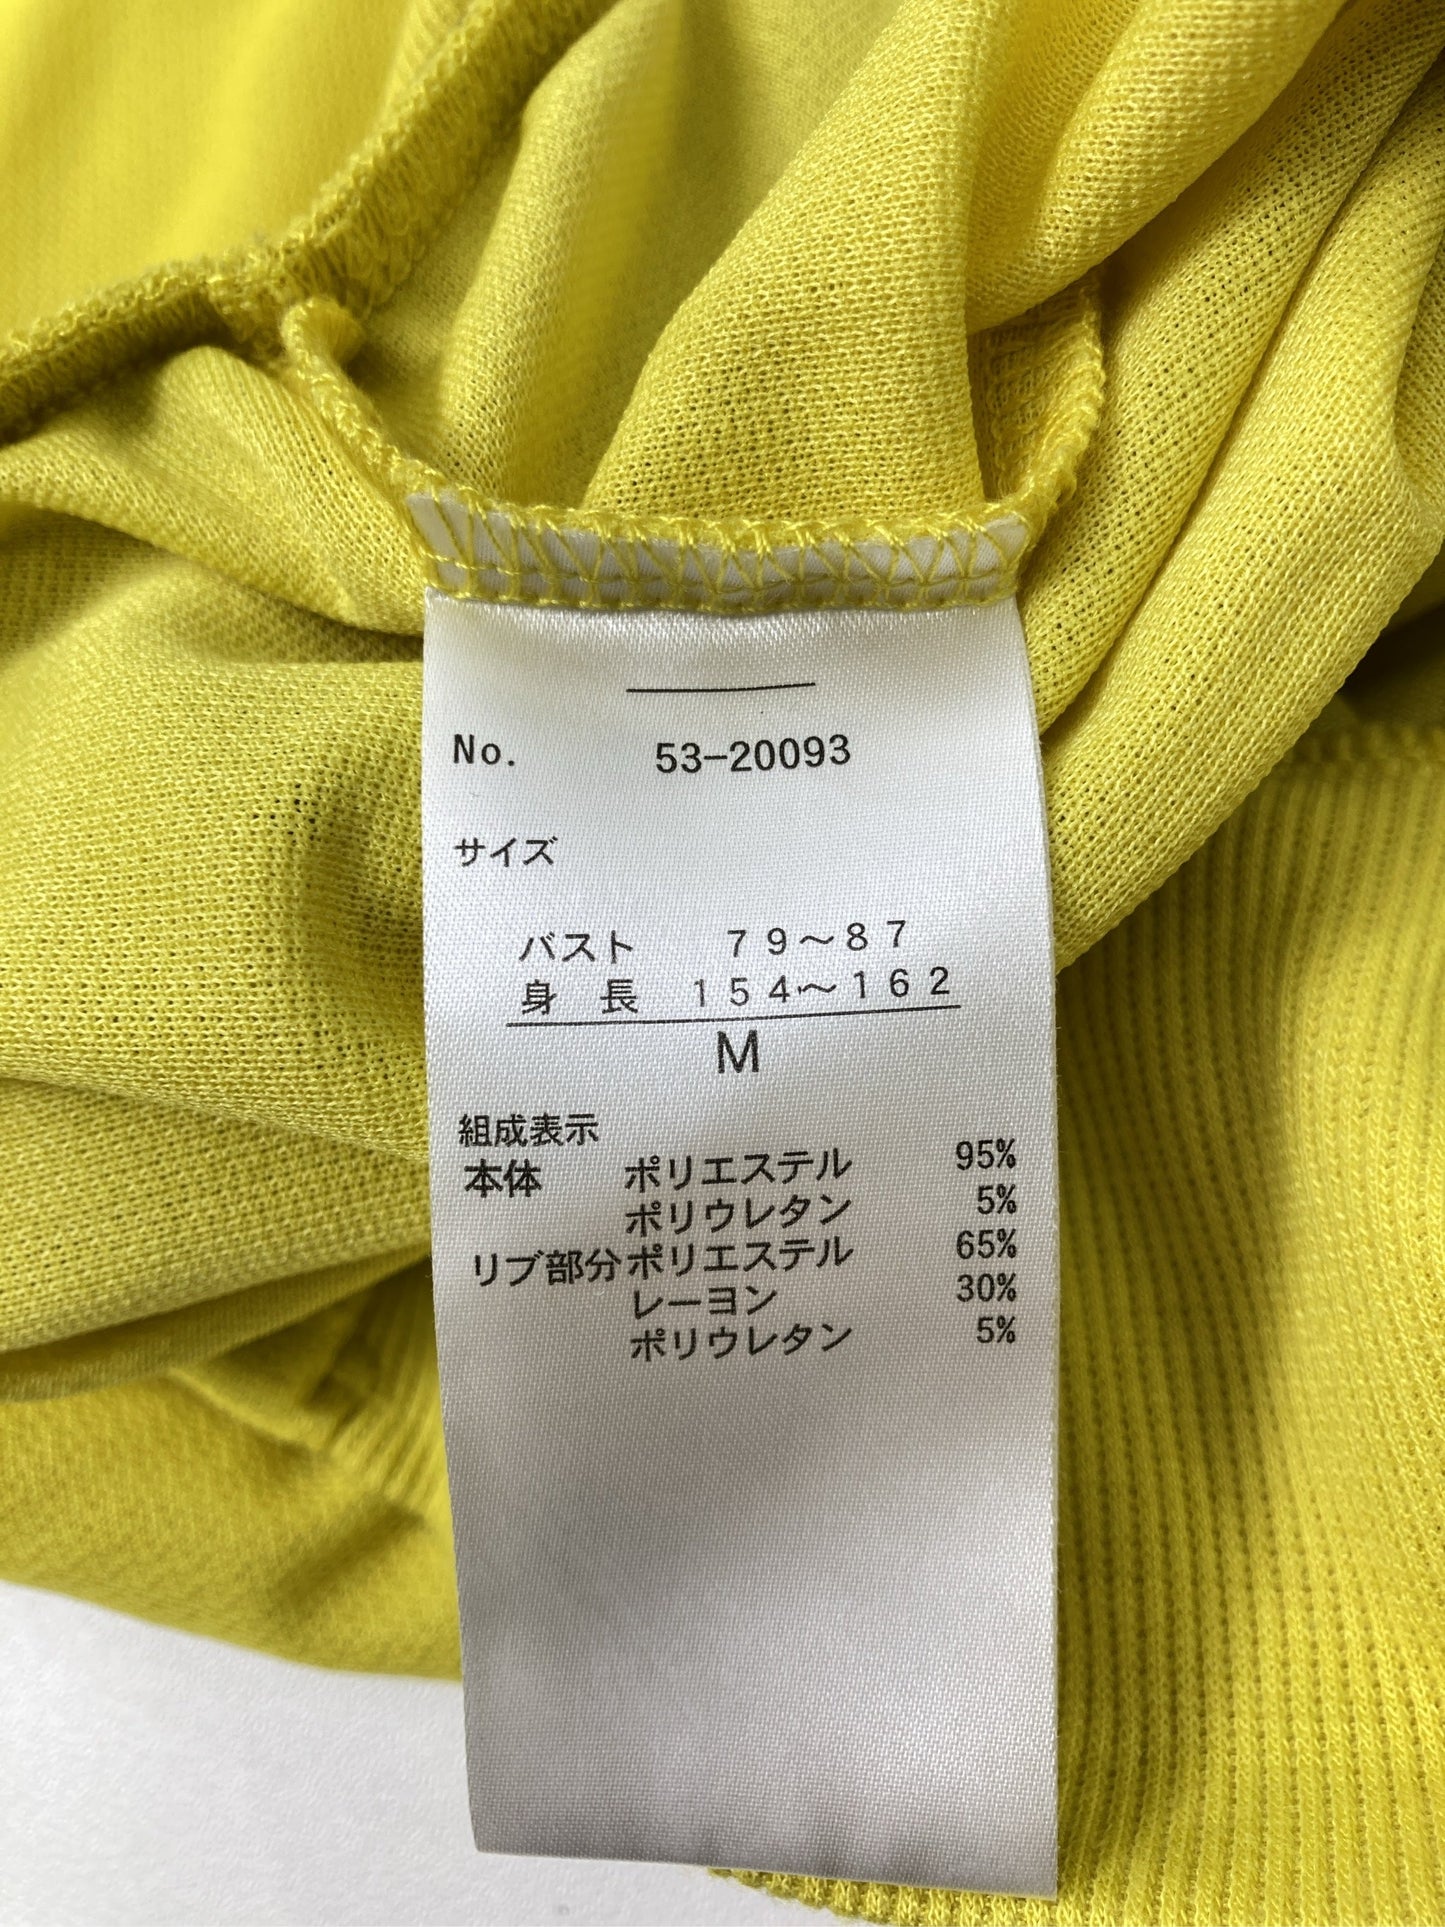 No. 53-20093
サイズ
バスト 79～87
身 長 154～162
M
組成表示
本体 ポリエステル 95%
ポリウレタン 5%
リブ部分 ポリエステル 65%
レーヨン 30%
ポリウレタン 5%